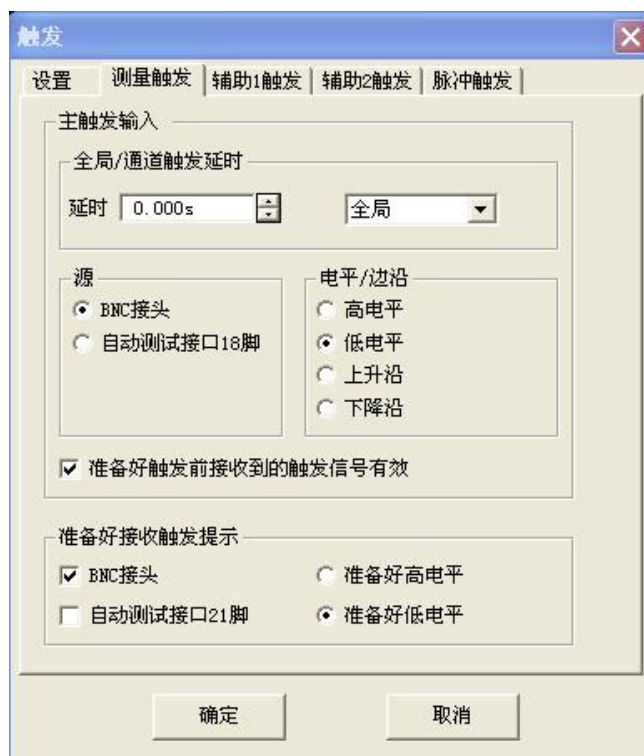 触发
设置 测量触发 辅助1触发 辅助2触发 脉冲触发
主触发输入
全局/通道触发延时
延时 0.000s 全局
源
BNC接头
自动测试接口18脚
电平/边沿
高电平
低电平
上升沿
下降沿
准备好触发前接收到的触发信号有效
准备好接收触发提示
BNC接头 准备好高电平
自动测试接口21脚 准备好低电平
确定 取消